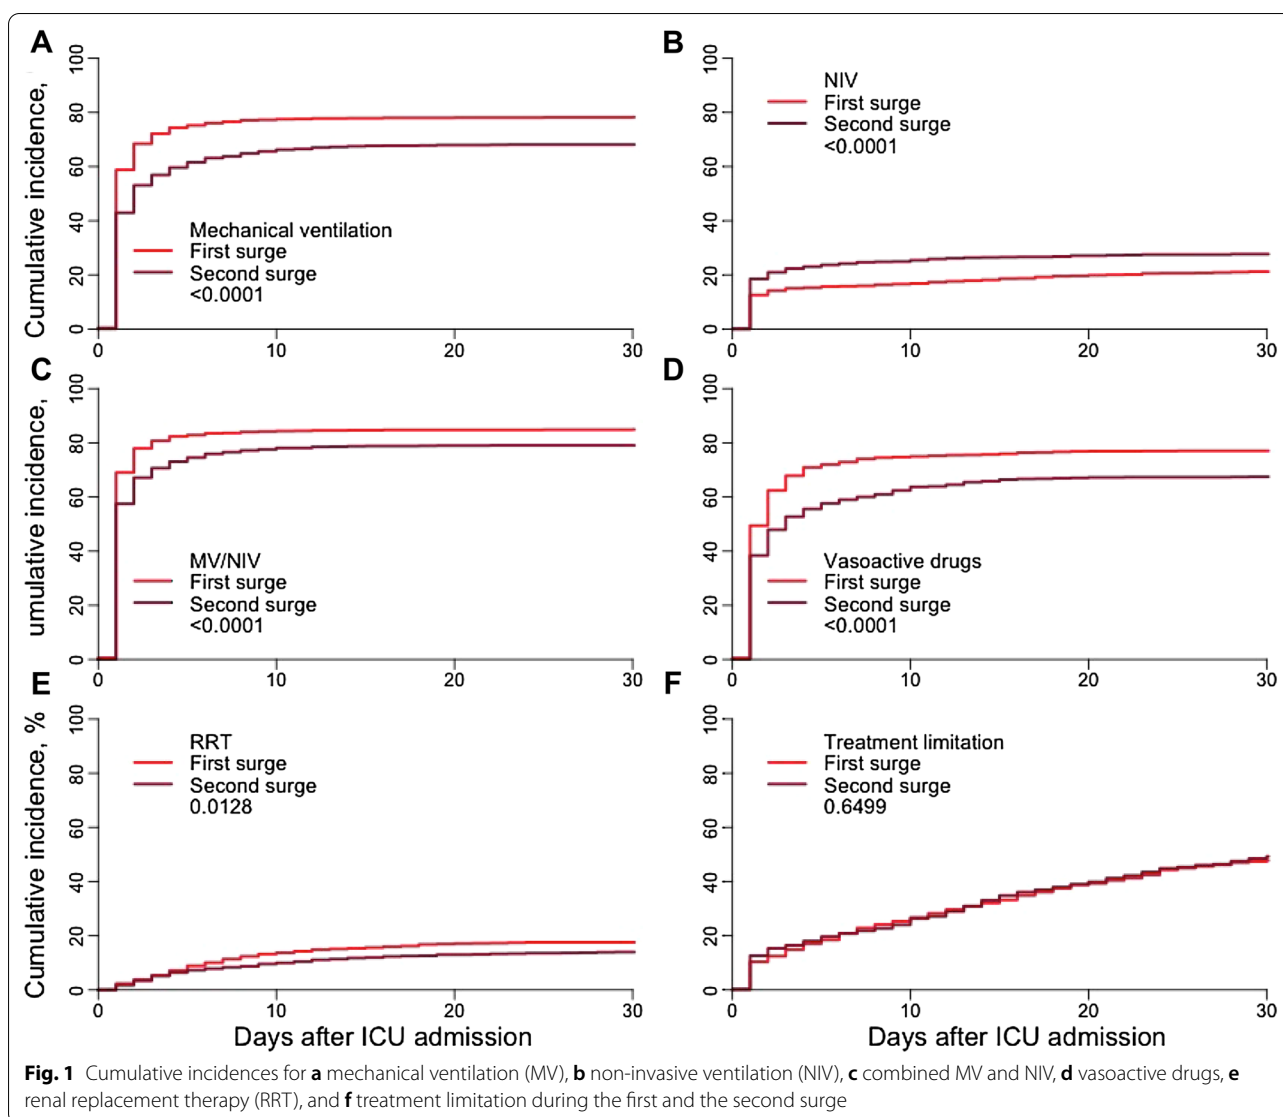 A
Cumulative incidence,
0 20 40 60 80 100
Mechanical ventilation
First surge
Second surge
<0.0001
0 10 20 30
B
0 20 40 60 80 100
NIV
First surge
Second surge
<0.0001
0 10 20 30
C
umulative incidence,
0 20 40 60 80 100
MV/NIV
First surge
Second surge
<0.0001
0 10 20 30
D
0 20 40 60 80 100
Vasoactive drugs
First surge
Second surge
<0.0001
0 10 20 30
E
Cumulative incidence, %
0 20 40 60 80 100
RRT
First surge
Second surge
0.0128
0 10 20 30
Days after ICU admission
F
0 20 40 60 80 100
Treatment limitation
First surge
Second surge
0.6499
0 10 20 30
Days after ICU admission
Fig. 1 Cumulative incidences for a mechanical ventilation (MV), b non-invasive ventilation (NIV), c combined MV and NIV, d vasoactive drugs, e
renal replacement therapy (RRT), and f treatment limitation during the first and the second surge